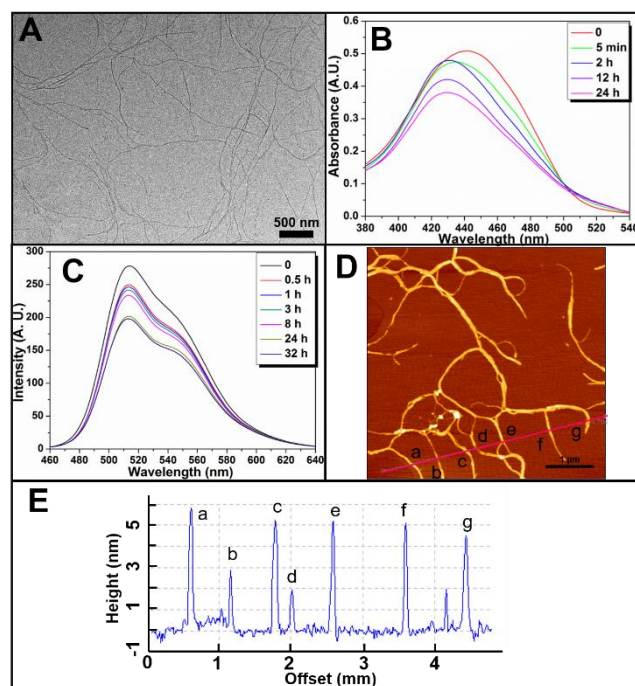 A
500 nm
B
Absorbance (A.U.)
0.6
0.5
0.4
0.3
0.2
0.1
0.0
0
5 min
2 h
12 h
24 h
380 400 420 440 460 480 500 520 540
Wavelength (nm)
C
Intensity (A. U.)
300
250
200
150
100
50
0
0
0.5 h
1 h
3 h
8 h
24 h
32 h
460 480 500 520 540 560 580 600 620 640
Wavelength (nm)
D
a
b
c
d
e
f
g
1 µm
E
Height (nm)
5
3
1
-1
a
b
c
d
e
f
g
0 1 2 3 4
Offset (mm)